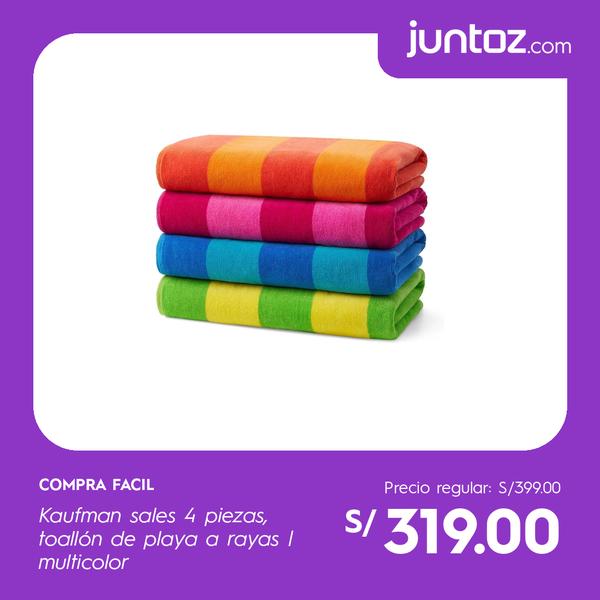 juntoz.com
COMPRA FACIL
Kaufman sales 4 piezas,
toallón de playa a rayas |
multicolor
Precio regular: S/399.00
S/ 319.00